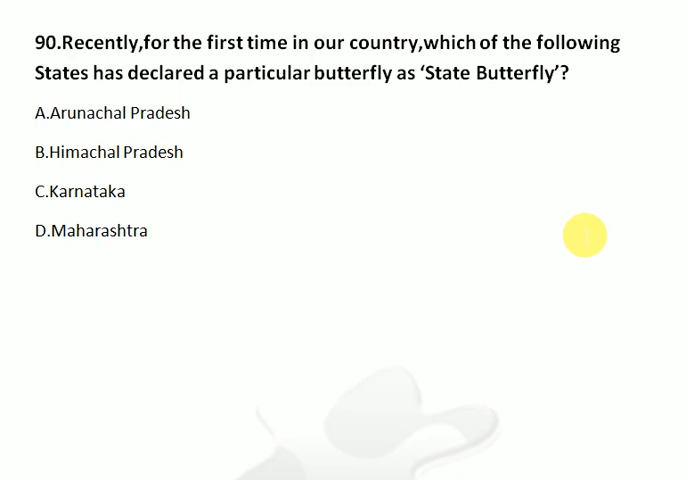 90.Recently,for the first time in our country,which of the following
States has declared a particular butterfly as ‘State Butterfly’?
A.Arunachal Pradesh
B.Himachal Pradesh
C.Karnataka
D.Maharashtra